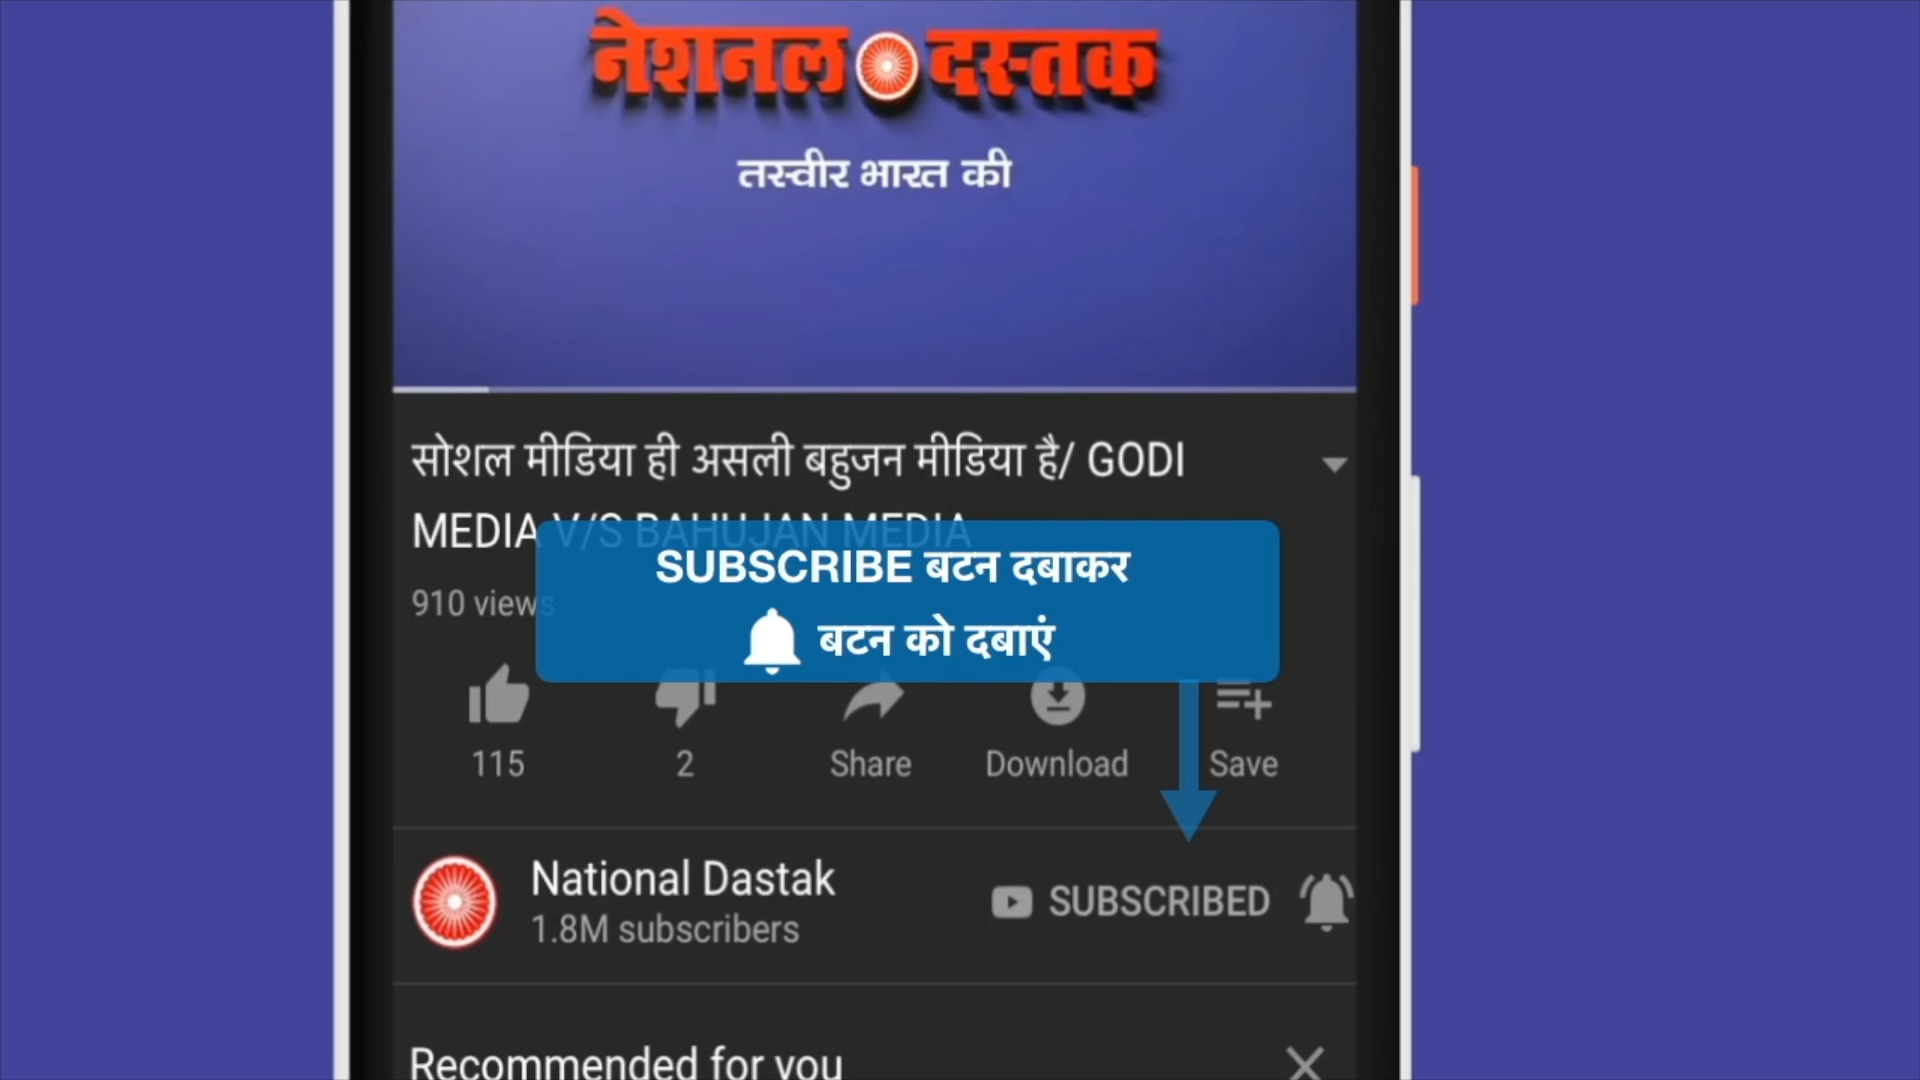 नेशनल दस्तक
तस्वीर भारत की
सोशल मीडिया ही असली बहुजन मीडिया है/ GODI
MEDIA V/S BAHUJAN MEDIA
SUBSCRIBE बटन दबाकर
बटन को दबाएं
910 views
115
2
Share
Download
Save
National Dastak
1.8M subscribers
SUBSCRIBED
Recommended for you